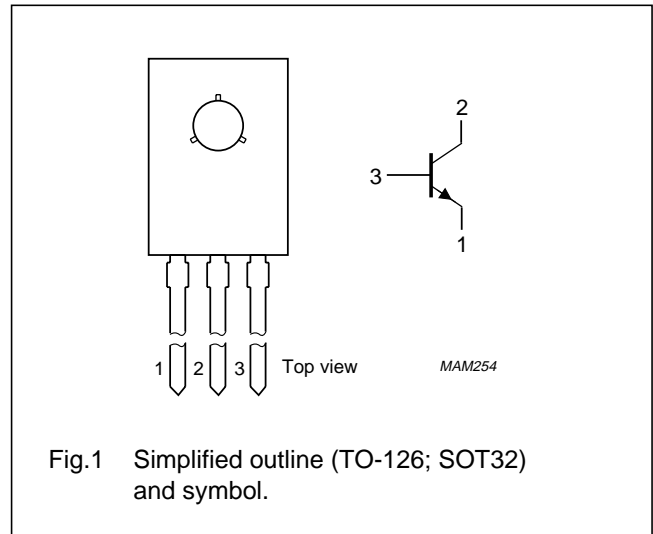 2
3
1
1 2 3 Top view MAM254
Fig.1 Simplified outline (TO-126; SOT32)
and symbol.